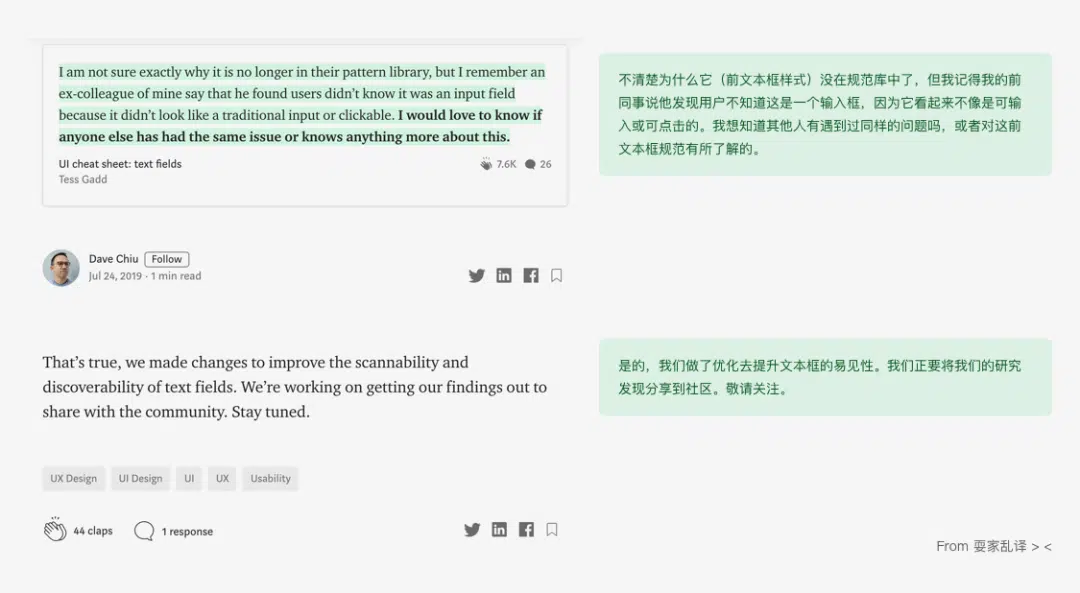 I am not sure exactly why it is no longer in their pattern library, but I remember an
ex-colleague of mine say that he found users didn’t know it was an input field
because it didn’t look like a traditional input or clickable. I would love to know if
anyone else has had the same issue or knows anything more about this.
UI cheat sheet: text fields
7.6K
26
Tess Gadd
不清楚为什么它（前文本框样式）没在规范库中了，但我记得我的前
同事说他发现用户不知道这是一个输入框，因为它看起来不像是可输
入或可点击的。我想知道其他人有遇到过同样的问题吗，或者对这前
文本框规范有所了解的。
Dave Chiu
Follow
Jul 24, 2019 · 1 min read
That’s true, we made changes to improve the scannability and
discoverability of text fields. We’re working on getting our findings out to
share with the community. Stay tuned.
是的，我们做了优化去提升文本框的易见性。我们正要将我们的研究
发现分享到社区。敬请关注。
UX Design
UI Design
UI
UX
Usability
44 claps
1 response
From 耍家乱译 > <